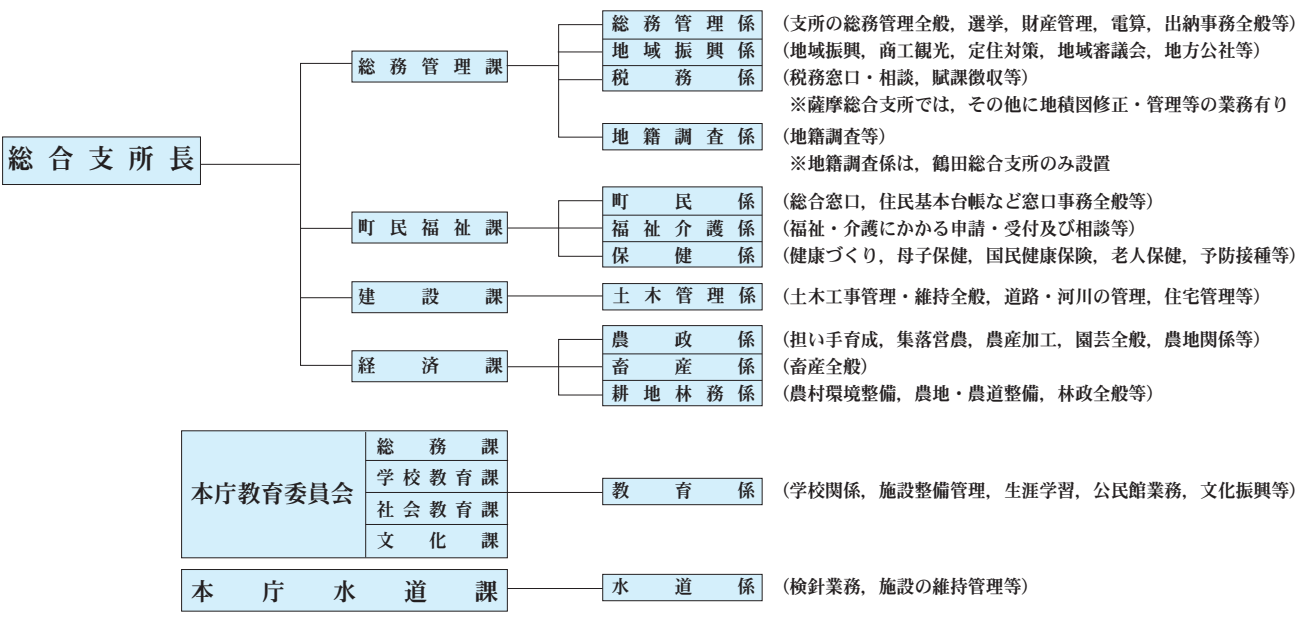 総合支所長
総務管理課
総務管理係 （支所の総務管理全般，選挙，財産管理，電算，出納事務全般等）
地域振興係 （地域振興，商工観光，定住対策，地域審議会，地方公社等）
税務係 （税務窓口・相談，賦課徴収等）
※薩摩総合支所では，その他に地積図修正・管理等の業務有り
地籍調査係 （地籍調査等）
※地籍調査係は，鶴田総合支所のみ設置
町民福祉課
町民係 （総合窓口，住民基本台帳など窓口事務全般等）
福祉介護係 （福祉・介護にかかる申請・受付及び相談等）
保健係 （健康づくり，母子保健，国民健康保険，老人保健，予防接種等）
建設課
土木管理係 （土木工事管理・維持全般，道路・河川の管理，住宅管理等）
経済課
農政係 （担い手育成，集落営農，農産加工，園芸全般，農地関係等）
畜産係 （畜産全般）
耕地林務係 （農村環境整備，農地・農道整備，林政全般等）
本庁教育委員会
総務課
学校教育課
社会教育課
文化課
教育係 （学校関係，施設整備管理，生涯学習，公民館業務，文化振興等）
本庁水道課
水道係 （検針業務，施設の維持管理等）